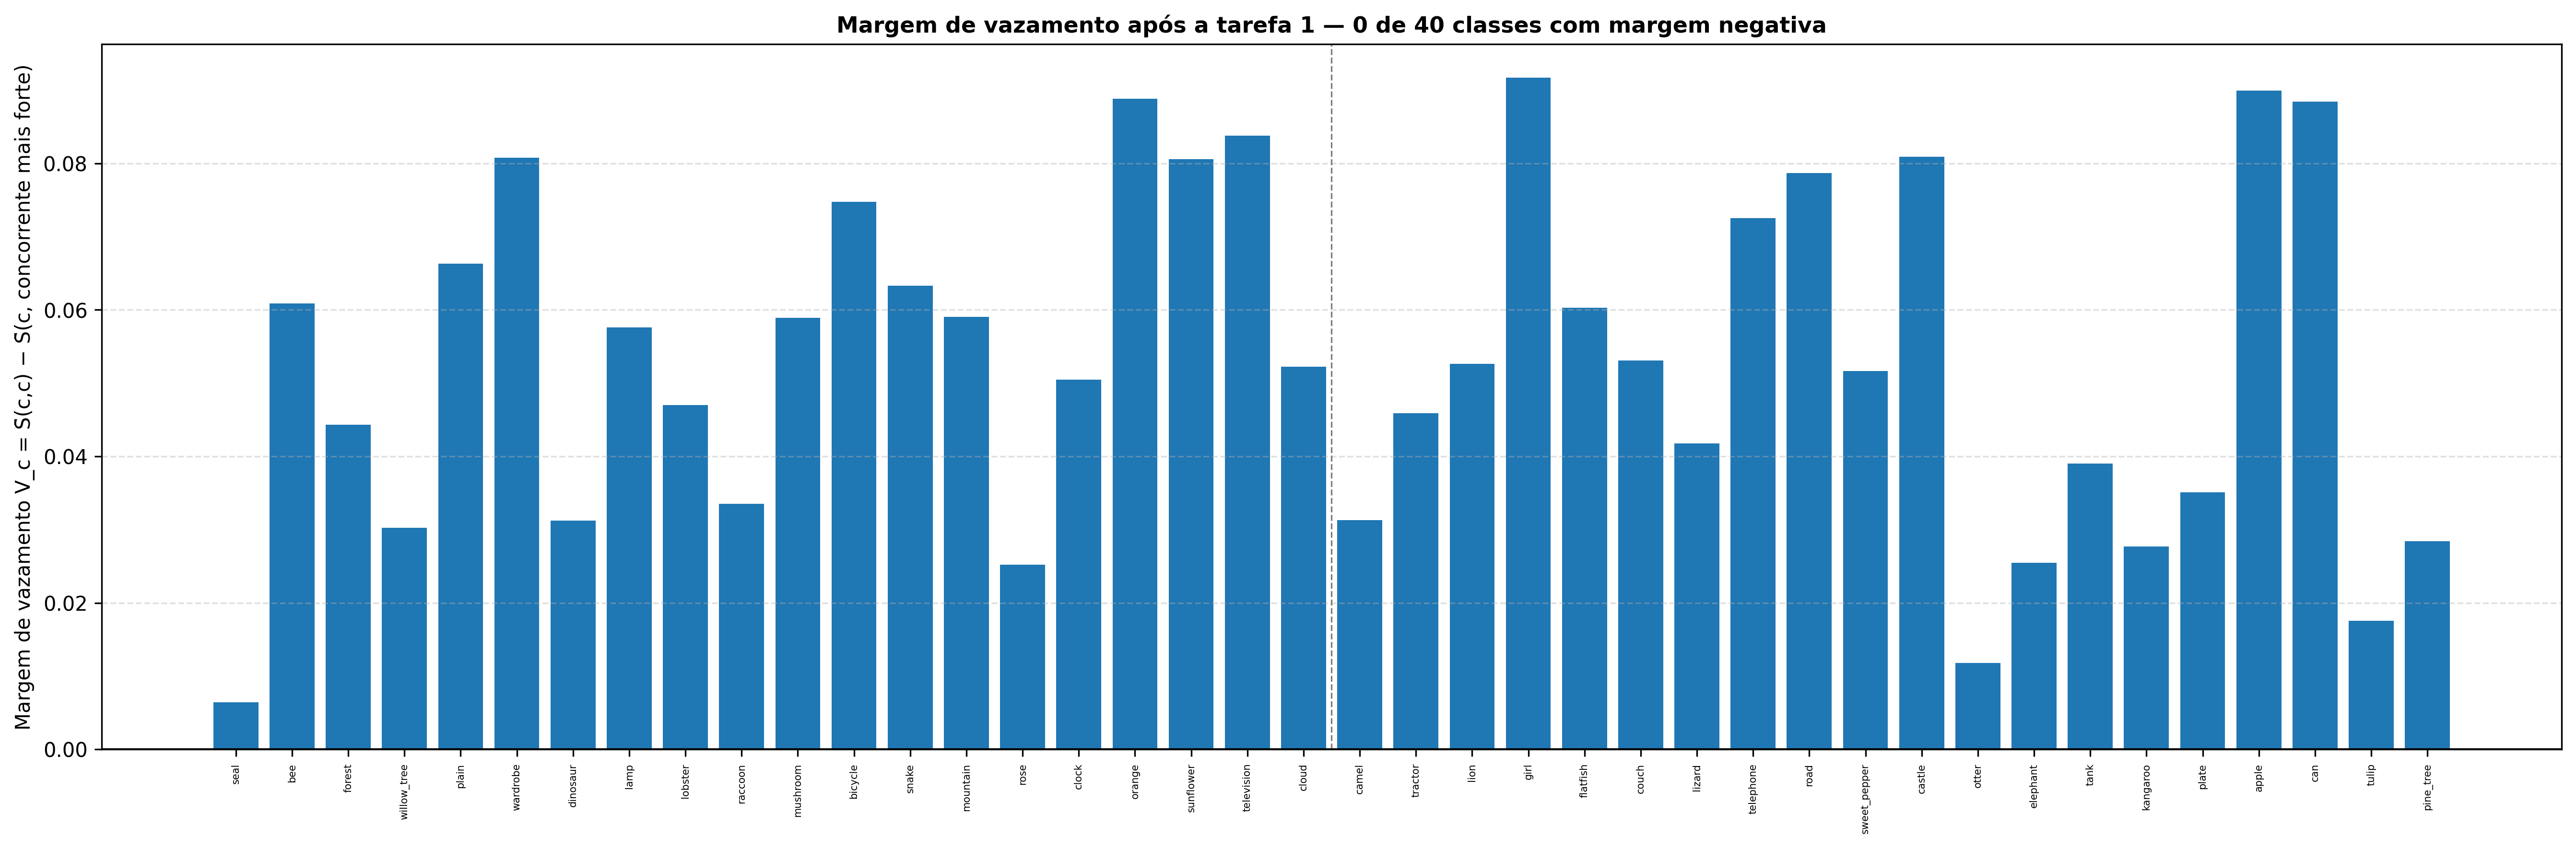 Margem de vazamento após a tarefa 1 — 0 de 40 classes com margem negativa
Margem de vazamento V_c = S(c,c) − S(c, concorrente mais forte)
0.08
0.06
0.04
0.02
0.00
seal
bee
forest
willow_tree
plain
wardrobe
dinosaur
lamp
lobster
raccoon
mushroom
bicycle
snake
mountain
rose
clock
orange
sunflower
television
cloud
camel
tractor
lion
girl
flatfish
couch
lizard
telephone
road
sweet_pepper
castle
otter
elephant
tank
kangaroo
plate
apple
can
tulip
pine_tree